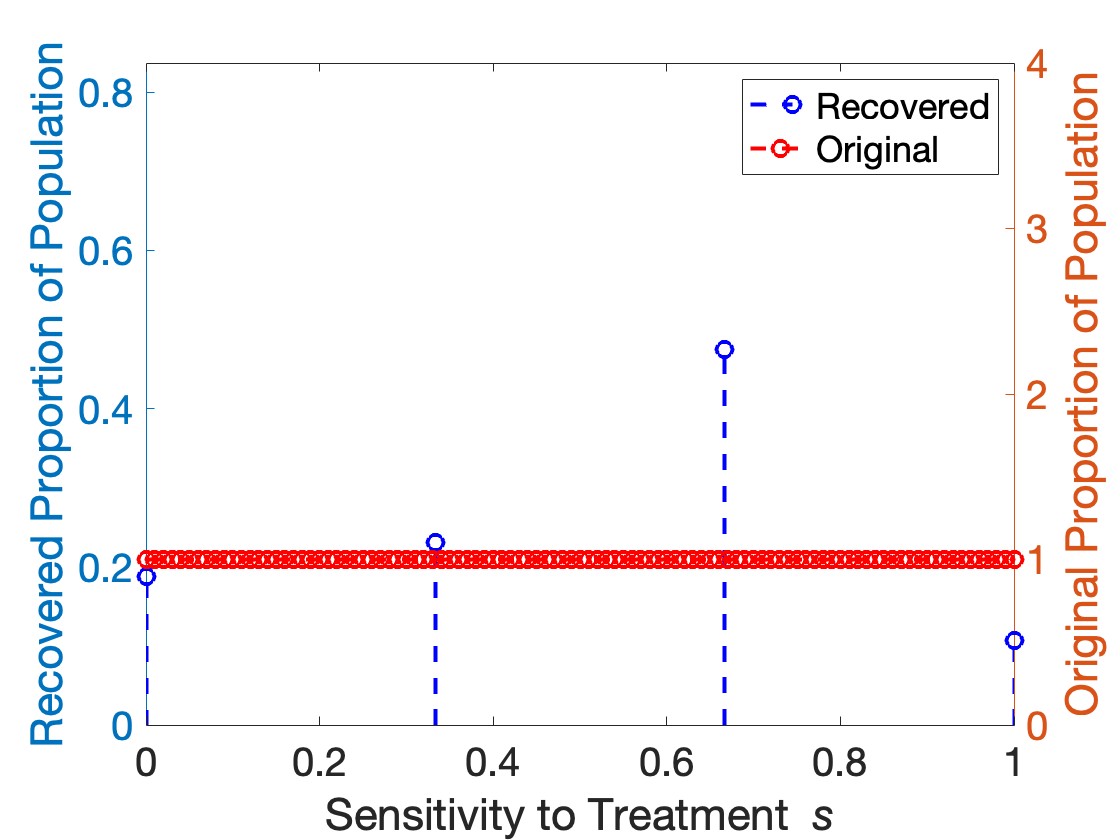 Recovered Proportion of Population
0.8
0.6
0.4
0.2
0
Recovered
Original
4
3
2
1
0
Original Proportion of Population
0 0.2 0.4 0.6 0.8 1
Sensitivity to Treatment s